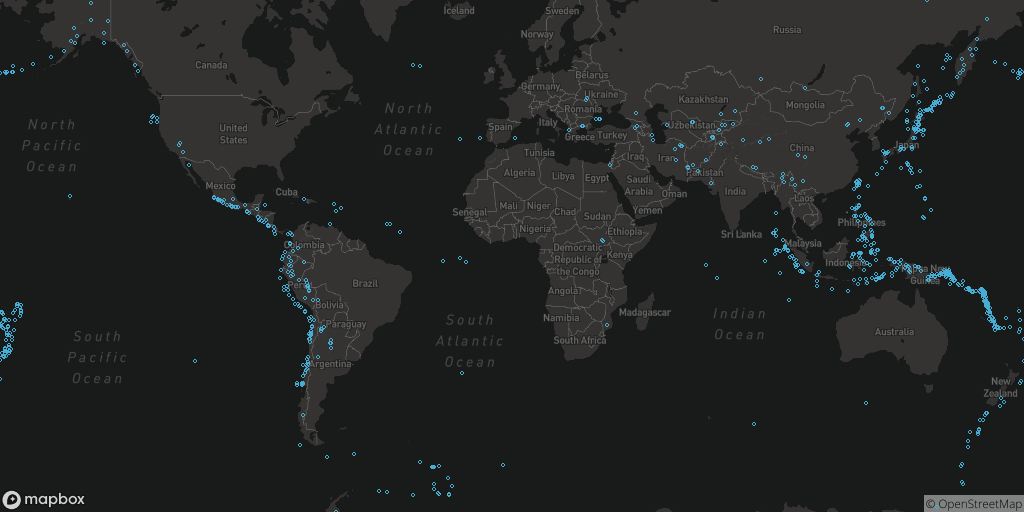 Iceland
Sweden
Norway
Russia
Canada
Belarus
Germany
Ukraine
Kazakhstan
Mongolia
North
Atlantic
Ocean
Romania
North
Pacific
Ocean
United
States
Spain
Italy
Greece
Turkey
Uzbekistan
China
Japan
Tunisia
Iraq
Iran
Algeria
Libya
Egypt
Pakistan
Mexico
Cuba
Saudi
Arabia
Oman
India
Laos
Senegal
Mali
Niger
Chad
Sudan
Yemen
Nigeria
Ethiopia
Sri Lanka
Philippines
Colombia
Democratic
Republic of
the Congo
Kenya
Malaysia
Indonesia
Papua New
Guinea
Peru
Brazil
Angola
Bolivia
Namibia
Madagascar
Indian
Ocean
Paraguay
South
Atlantic
Ocean
South
Pacific
Ocean
South Africa
Australia
Argentina
New
Zealand
mapbox
© OpenStreetMap